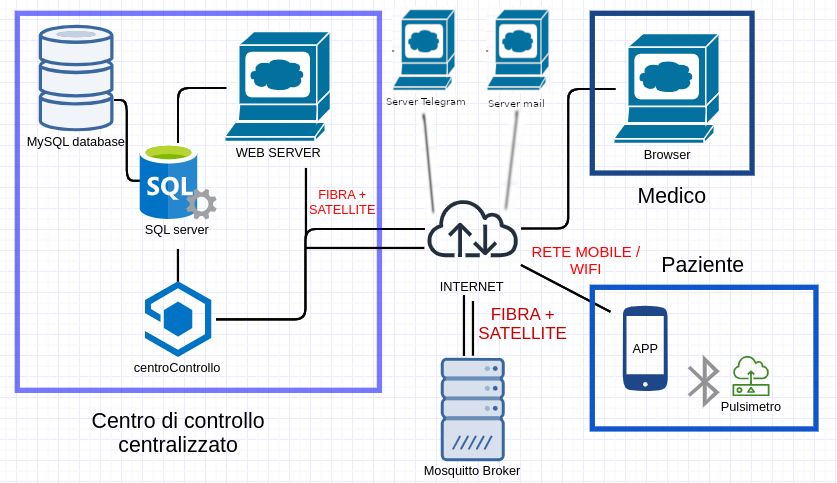 MySQL database
WEB SERVER
SQL
SQL server
centroControllo
FIBRA +
SATELLITE
Centro di controllo
centralizzato
Server Telegram
Server mail
INTERNET
FIBRA +
SATELLITE
Mosquitto Broker
Browser
Medico
RETE MOBILE /
WIFI
Paziente
APP
Pulsimetro